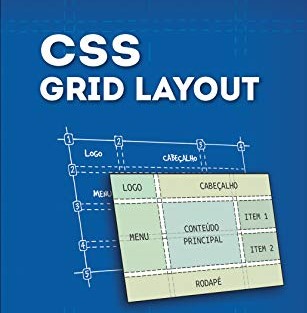 CSS
GRID LAYOUT
1 2 3 4
LOGO CABEÇALHO
2
MENU
3
4
5
LOGO CABEÇALHO
MENU CONTEÚDO PRINCIPAL ITEM 1
ITEM 2
RODAPÉ